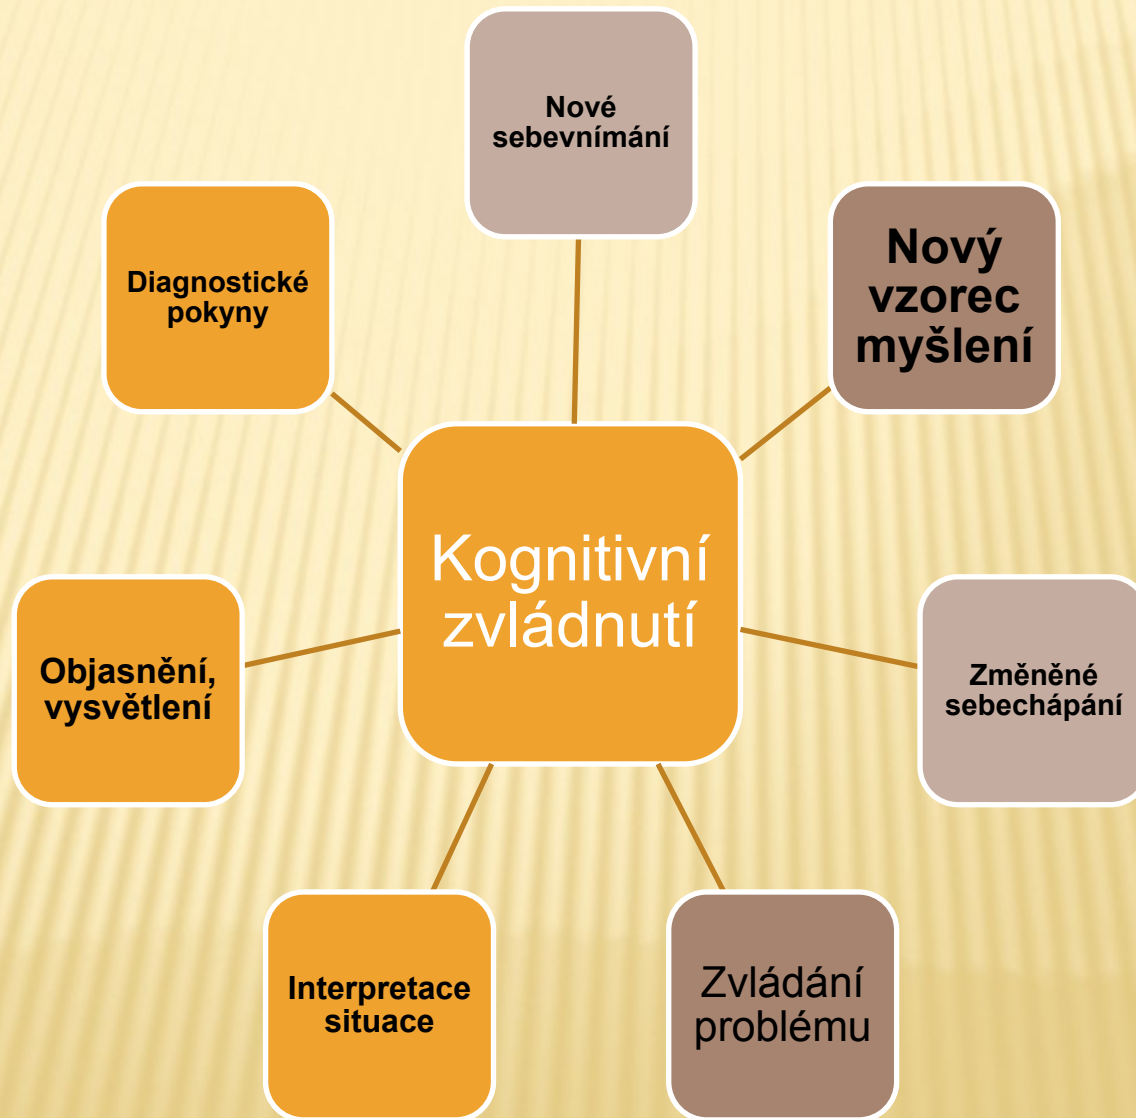 Nové
sebevnímání
Nový
vzorec
myšlení
Diagnostické
pokyny
Kognitivní
zvládnutí
Objasnění,
vysvětlení
Změněné
sebechápání
Interpretace
situace
Zvládání
problému